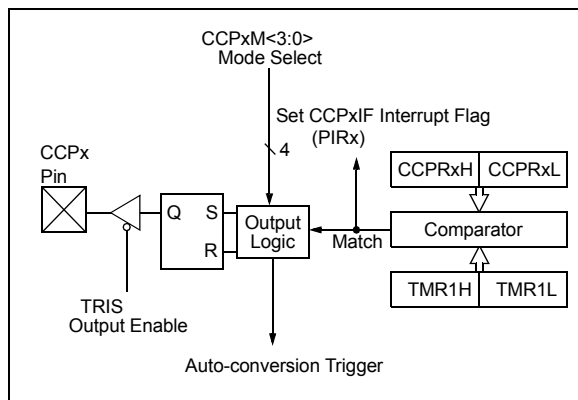 CCPxM<3:0>
Mode Select
Set CCPxIF Interrupt Flag
(PIRx)
4
CCPx
Pin
CCPRxH CCPRxL
Q S
R
Output
Logic
Match
Comparator
TRIS
Output Enable
TMR1H TMR1L
Auto-conversion Trigger